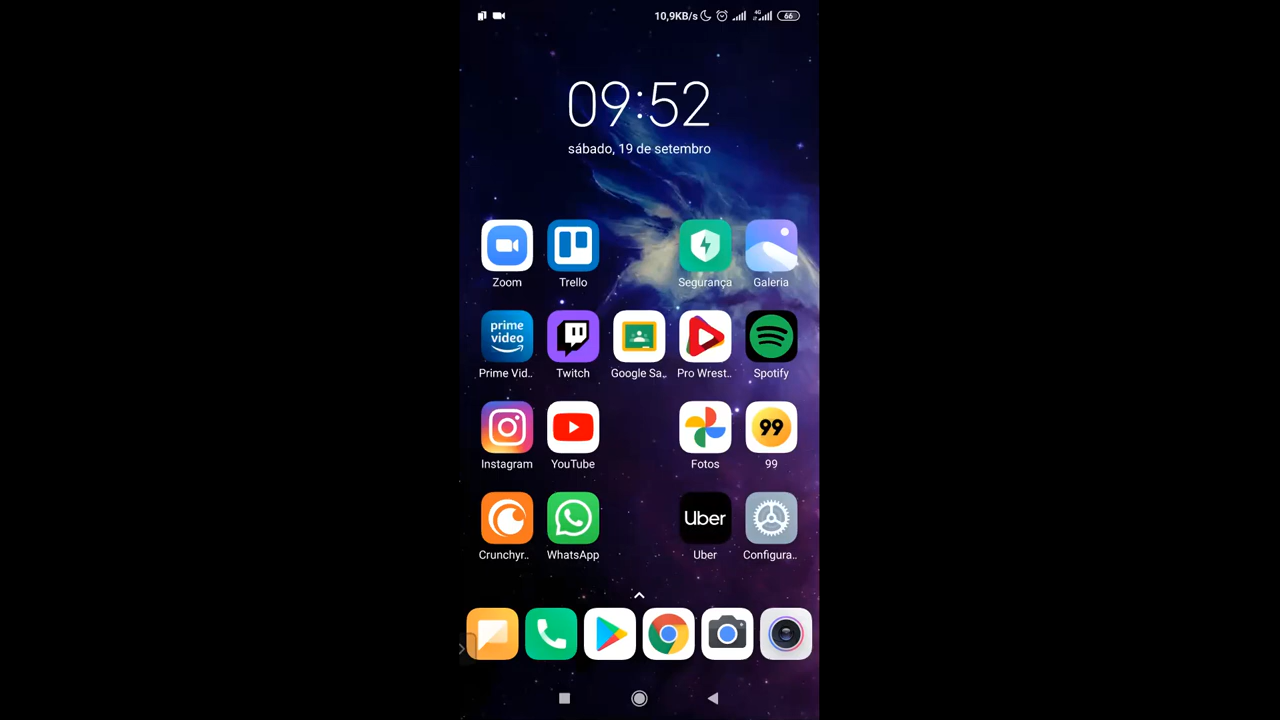 10,9KB/s 4G 66
09:52
sábado, 19 de setembro
Zoom Trello Segurança Galeria
prime video 
Prime Vid.. Twitch Google Sa.. Pro Wrest.. Spotify
99
Instagram YouTube Fotos 99
Uber
Crunchyr.. WhatsApp Uber Configura..